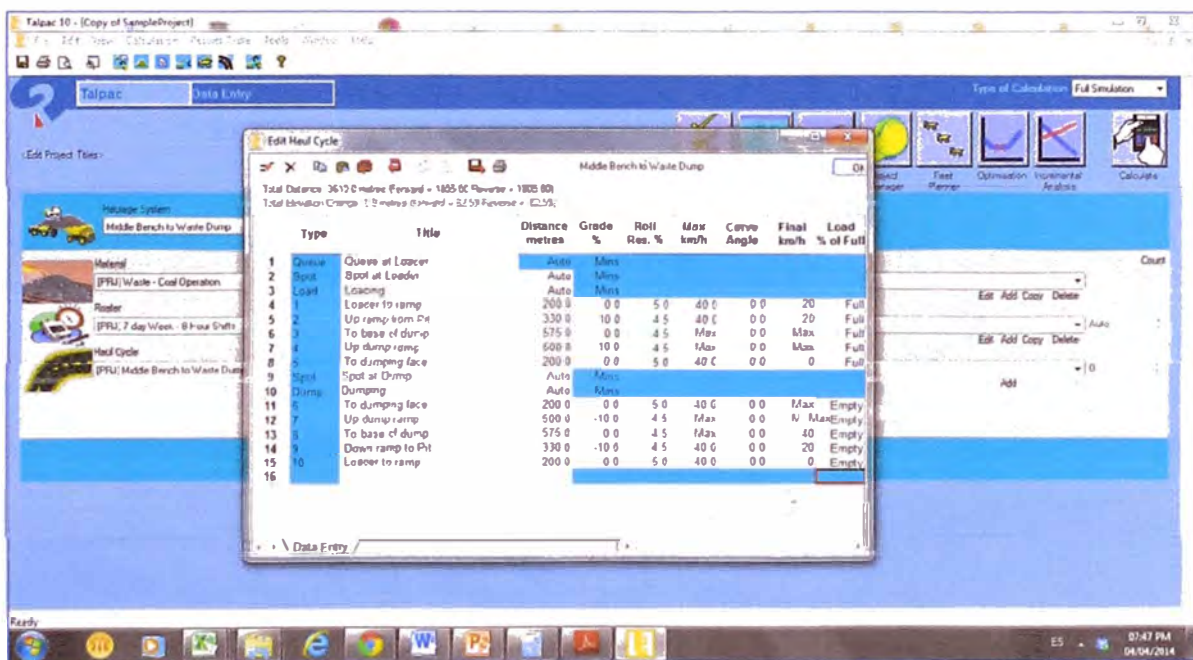 Talpac 10 - [Copy of SampleProject]
Talpac Data Entry
Type of Calculation Full Simulation
<Edit Project Titles>
Fleet Planner
Optimisation
Incremental Analysis
Calculate
Haulage System
Middle Bench to Waste Dump
Material
[PRJ] Waste - Coal Operation
Roster
[PRJ] 7 day Week - 8 Hour Shifts
Haul Cycle
[PRJ] Middle Bench to Waste Dum
Count
Edit Add Copy Delete
Auto
Edit Add Copy Delete
0
Add
Edit Haul Cycle
Middle Bench to Waste Dump
Type Title Distance metres Grade % Roll Res. % Max km/h Curve Angle Final km/h Load % of Full
1 Queue Queue at Loader Auto Mins
2 Spot Spot at Loader Auto Mins
3 Load Loading Auto Mins
4 1 Loader to ramp 200.0 0.0 5.0 40.0 0.0 20 Full
5 2 Up ramp from Pit 330.0 10.0 4.5 40.0 0.0 20 Full
6 3 To base of dump 575.0 0.0 4.5 Max 0.0 Max Full
7 4 Up dump ramp 10.0 4.5 Max 0.0 Max Full
8 5 To dumping face 200.0 0.0 5.0 40.0 0.0 0 Full
9 Spot Spot at Dump Auto Mins
10 Dump Dumping Auto Mins
11 6 To dumping face 200.0 0.0 5.0 40.0 0.0 Max Empty
12 7 Up dump ramp 500.0 -10.0 4.5 Max 0.0 M MaxEmpty
13 8 To base of dump 575.0 0.0 4.5 Max 0.0 40 Empty
14 9 Down ramp to Pit 330.0 -10.0 4.5 40.0 0.0 20 Empty
15 10 Loader to ramp 200.0 0.0 5.0 40.0 0.0 0 Empty
16
Data Entry
Ready
ES
07:47 PM
04/04/2014